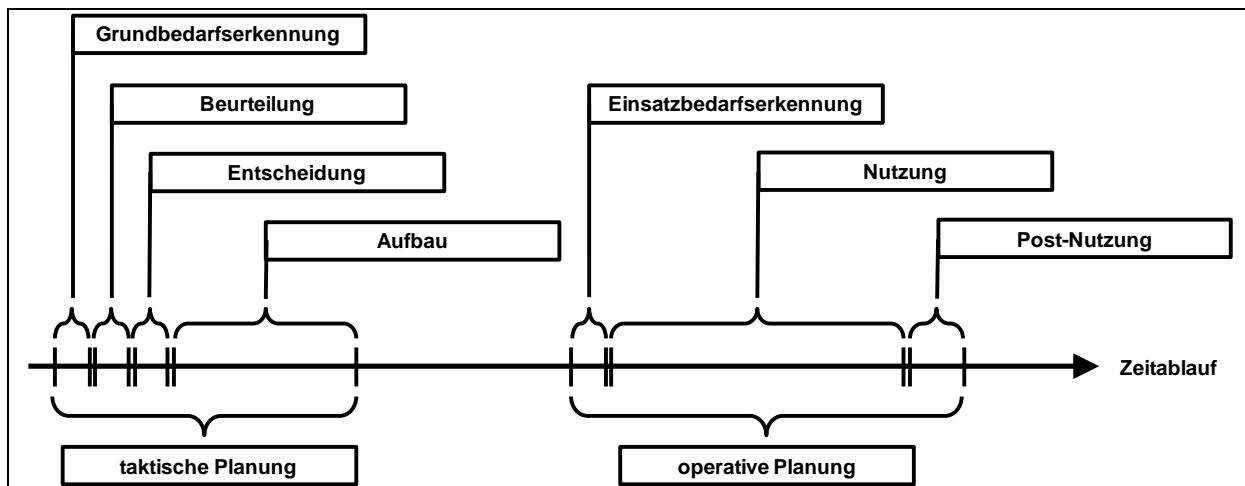 Grundbedarfserkennung
Beurteilung
Einsatzbedarfserkennung
Entscheidung
Nutzung
Aufbau
Post-Nutzung
Zeitablauf
taktische Planung
operative Planung